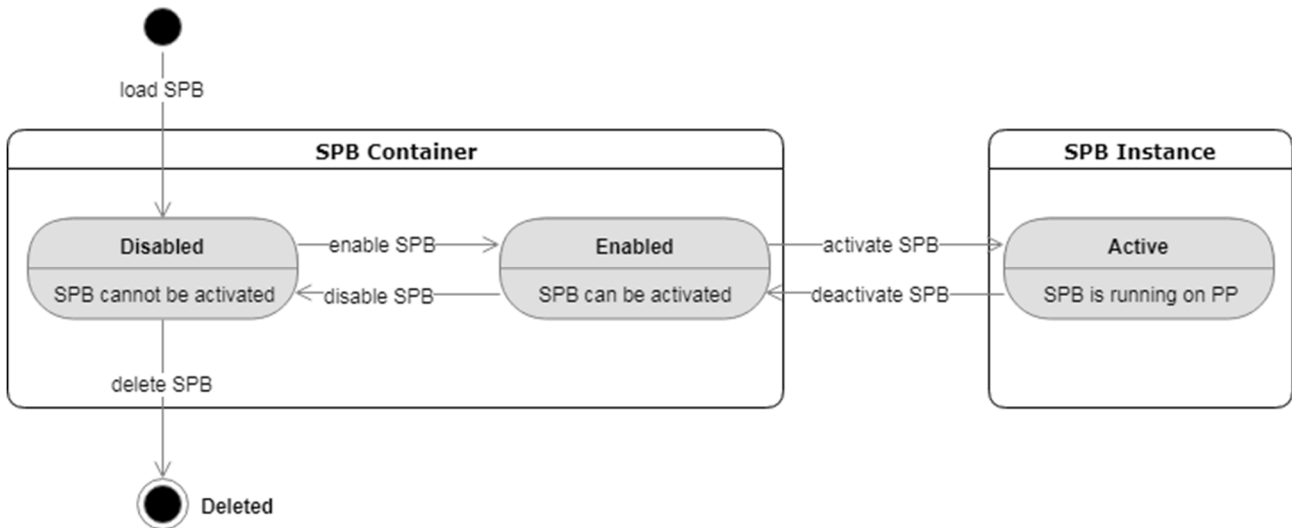 load SPB
SPB Container
SPB Instance
Disabled
enable SPB
Enabled
activate SPB
Active
SPB cannot be activated
disable SPB
SPB can be activated
deactivate SPB
SPB is running on PP
delete SPB
Deleted